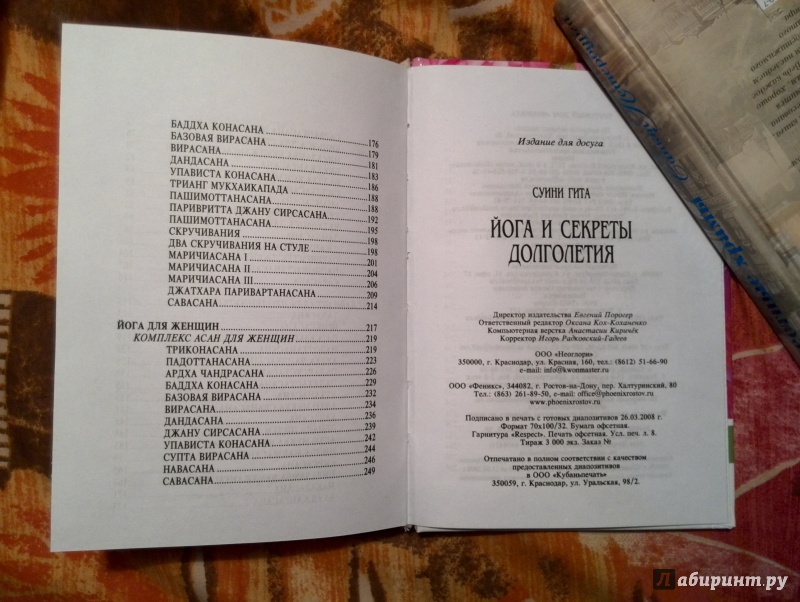 БАДДХА КОНАСАНА 176
БАЗОВАЯ ВИРАСАНА 179
ВИРАСАНА 181
ДАНДАСАНА 183
УПАВИСТА КОНАСАНА 186
ТРИАНГ МУКХАИКАПАДА 188
ПАШИМОТТАНАСАНА 188
ПАРИВРИТТА ДЖАНУ СИРСАСАНА 192
ПАШИМОТТАНАСАНА 195
СКРУЧИВАНИЯ 198
ДВА СКРУЧИВАНИЯ НА СТУЛЕ 198
МАРИЧИАСАНА I 201
МАРИЧИАСАНА II 204
МАРИЧИАСАНА III 206
ДЖАТХАРА ПАРИВАРТАНАСАНА 209
САВАСАНА 214
ЙОГА ДЛЯ ЖЕНЩИН 217
КОМПЛЕКС АСАН ДЛЯ ЖЕНЩИН 219
ТРИКОНАСАНА 219
ПАДОТТАНАСАНА 223
АРДХА ЧАНДРАСАНА 226
БАДДХА КОНАСАНА 229
БАЗОВАЯ ВИРАСАНА 232
ВИРАСАНА 234
ДАНДАСАНА 236
ДЖАНУ СИРСАСАНА 239
УПАВИСТА КОНАСАНА 242
СУПТА ВИРАСАНА 244
НАВАСАНА 246
САВАСАНА 249
Издание для досуга
СУИНИ ГИТА
ЙОГА И СЕКРЕТЫ
ДОЛГОЛЕТИЯ
Директор издательства Евгений Порогер
Ответственный редактор Оксана Кол-Коханенко
Компьютерная верстка Анастасии Киричёк
Корректор Игорь Радковский-Гадеев
ООО «Неоглори»
350000, г. Краснодар, ул. Красная, 160, тел.: (8612) 51-66-90
e-mail: info@kwonmaster.ru
ООО «Феникс», 344082, г. Ростов-на-Дону, пер. Халтуринский, 80
Тел.: (863) 261-89-50, e-mail: office@phoenixrostov.ru
www.phoenixrostov.ru
Подписано в печать с готовых диапозитивов 26.03.2008 г.
Формат 70x100/32. Бумага офсетная.
Гарнитура «Respect». Печать офсетная. Усл. печ. л. 8.
Тираж 3 000 экз. Заказ №
Отпечатано в полном соответствии с качеством
предоставленных диапозитивов
в ООО «Кубаньпечать»
350059, г. Краснодар, ул. Уральская, 98/2.
Лабиринт.ру